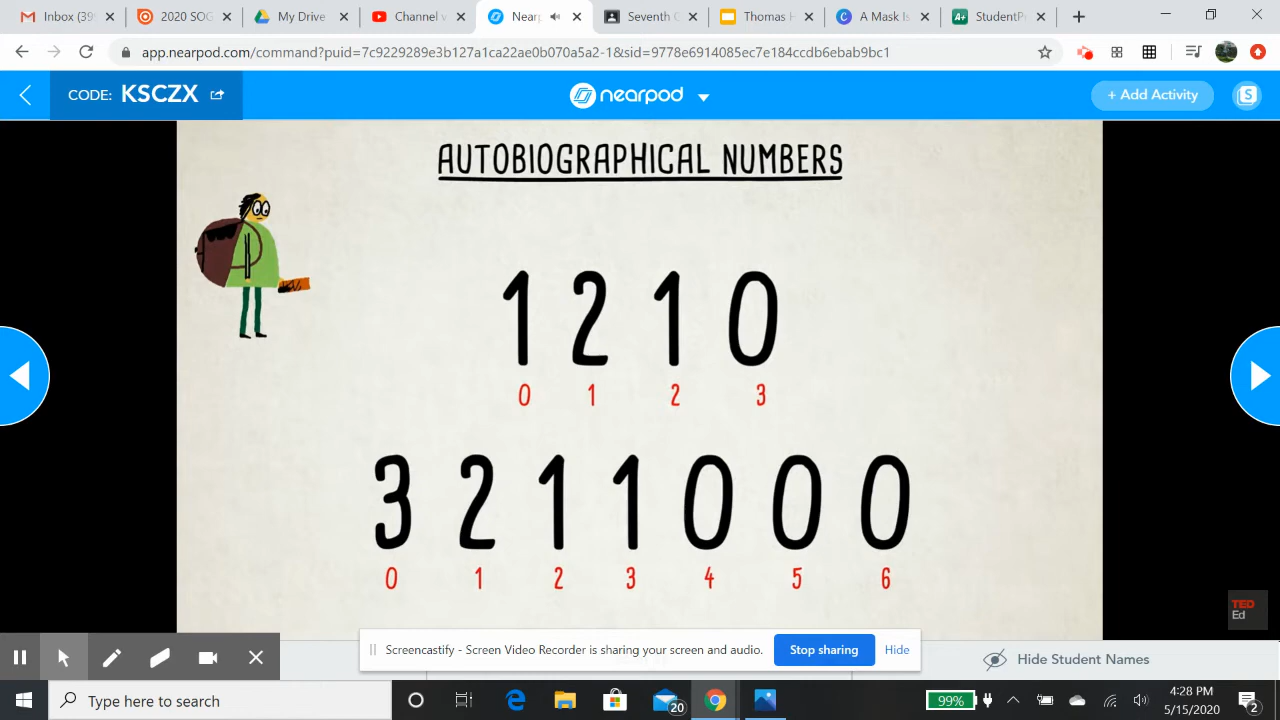 Inbox (39
2020 SOG
My Drive
Channel v
Nearp
Seventh G
Thomas H
A Mask Is
StudentPr
app.nearpod.com/command?puid=7c9229289e3b127a1ca22ae0b070a5a2-1&sid=9778e6914085ec7e184ccdb6ebab9bc1
CODE: KSCZX
nearpod
+ Add Activity
S
AUTOBIOGRAPHICAL NUMBERS
1 2 1 0
0 1 2 3
3 2 1 1 0 0 0
0 1 2 3 4 5 6
TED
Ed
Screencastify - Screen Video Recorder is sharing your screen and audio.
Stop sharing
Hide
Hide Student Names
Type here to search
20
99%
4:28 PM
5/15/2020
2